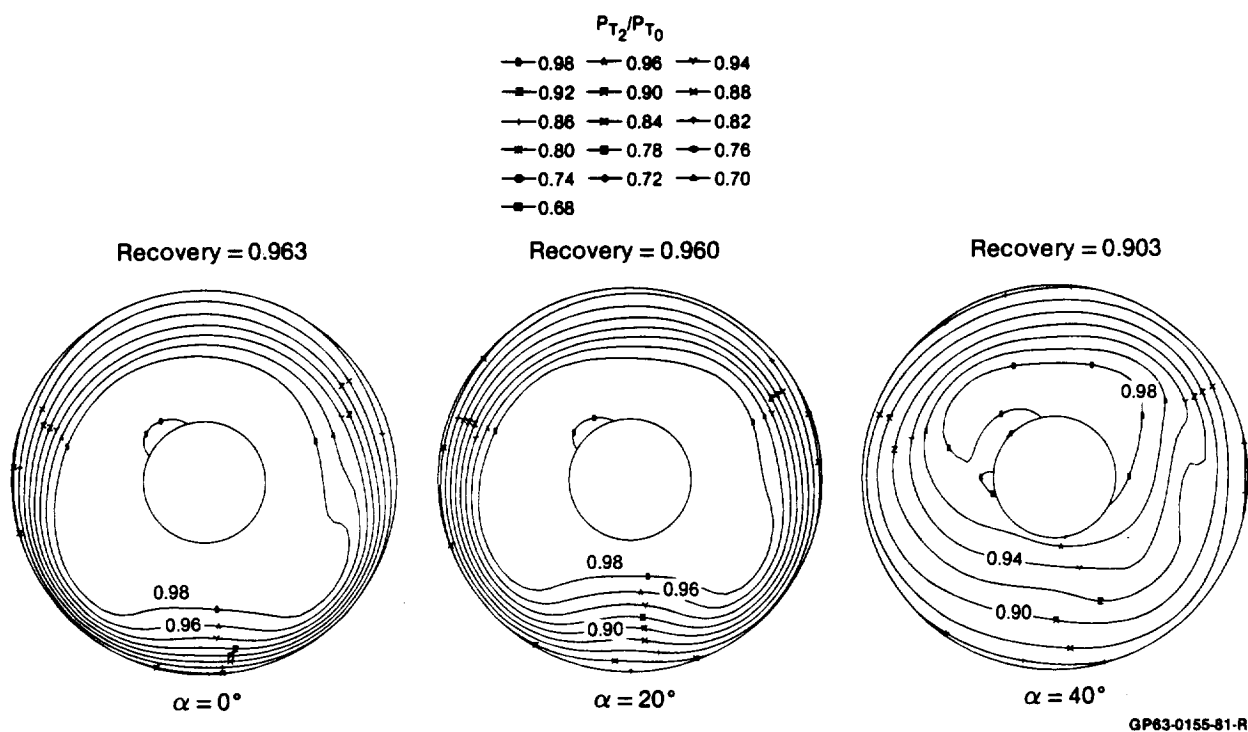 PT2/PT0
0.98 0.96 0.94
0.92 0.90 0.88
0.86 0.84 0.82
0.80 0.78 0.76
0.74 0.72 0.70
0.68
Recovery = 0.963 Recovery = 0.960 Recovery = 0.903
0.98
0.96
0.98
0.96
0.90
0.98
0.94
0.90
α = 0° α = 20° α = 40°
GP63-0155-81-R